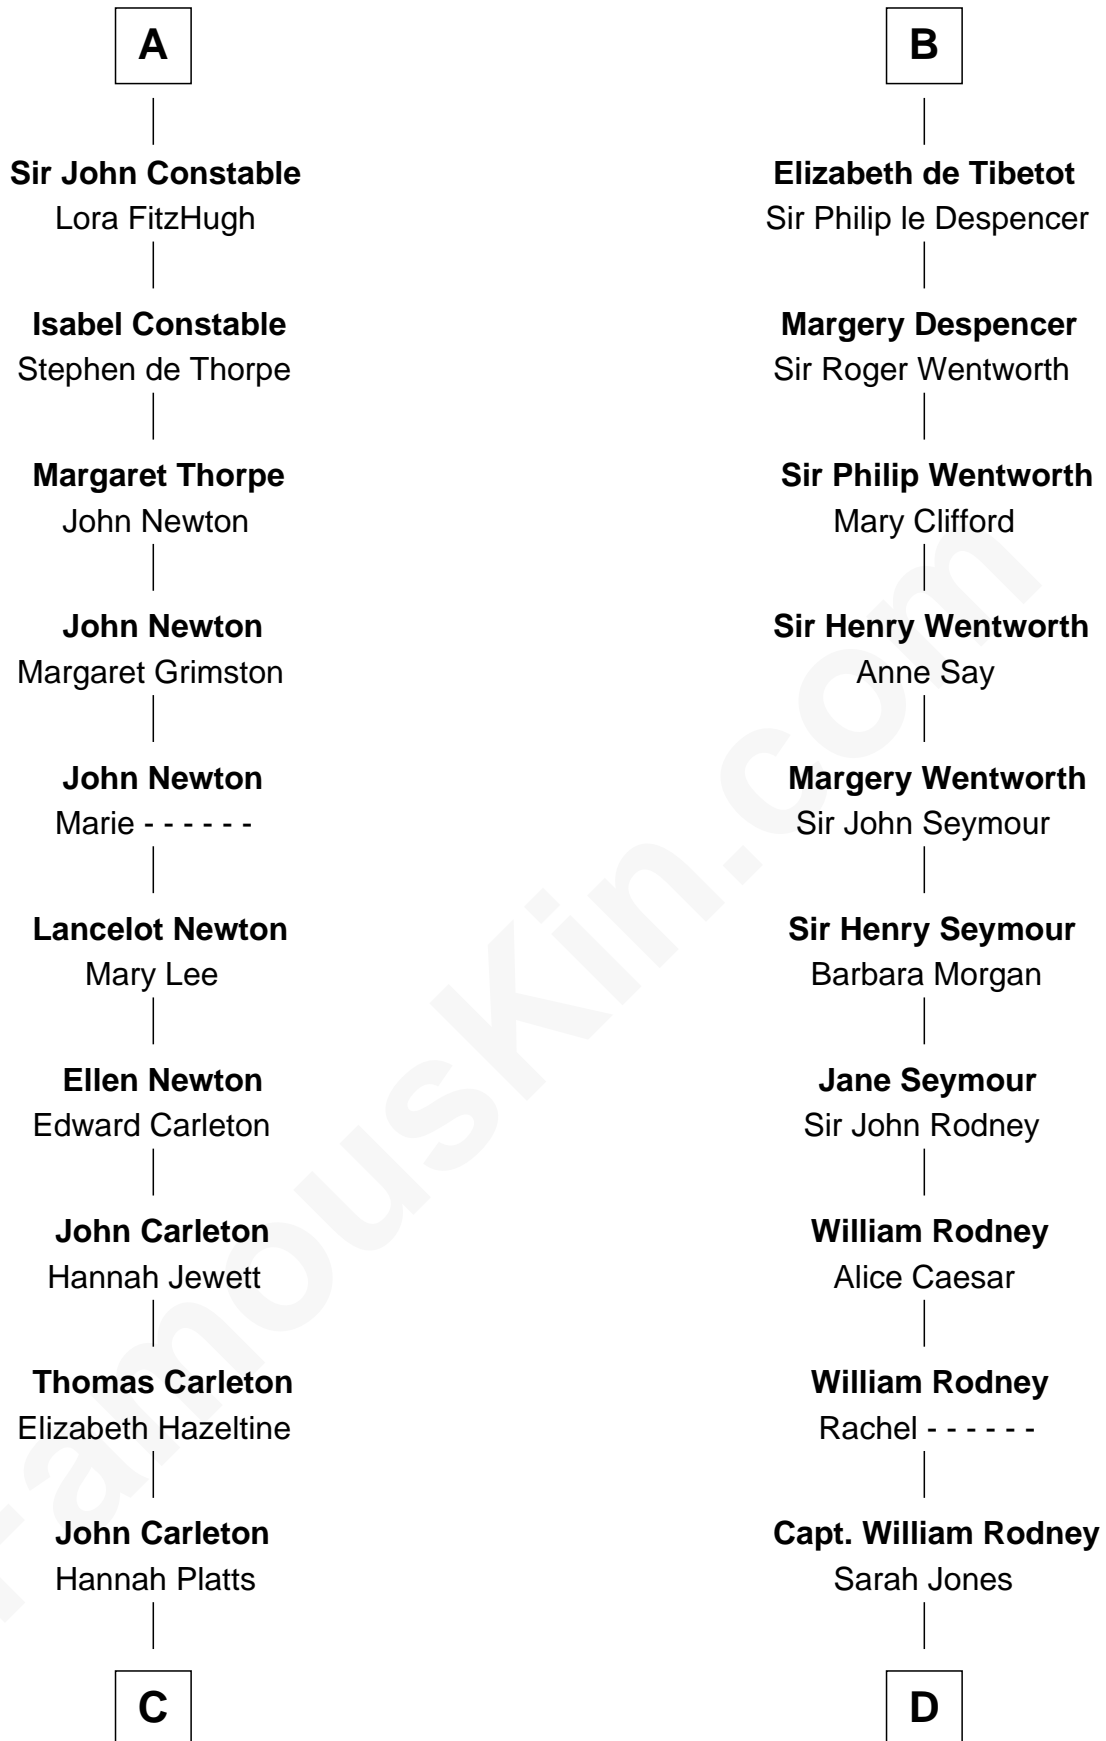 A
Sir John Constable
Lora FitzHugh
Isabel Constable
Stephen de Thorpe
Margaret Thorpe
John Newton
John Newton
Margaret Grimston
John Newton
Marie - - - - - -
Lancelot Newton
Mary Lee
Ellen Newton
Edward Carleton
John Carleton
Hannah Jewett
Thomas Carleton
Elizabeth Hazeltine
John Carleton
Hannah Platts
C
B
Elizabeth de Tibetot
Sir Philip le Despencer
Margery Despencer
Sir Roger Wentworth
Sir Philip Wentworth
Mary Clifford
Sir Henry Wentworth
Anne Say
Margery Wentworth
Sir John Seymour
Sir Henry Seymour
Barbara Morgan
Jane Seymour
Sir John Rodney
William Rodney
Alice Caesar
William Rodney
Rachel - - - - - -
Capt. William Rodney
Sarah Jones
D
FamousKin.com